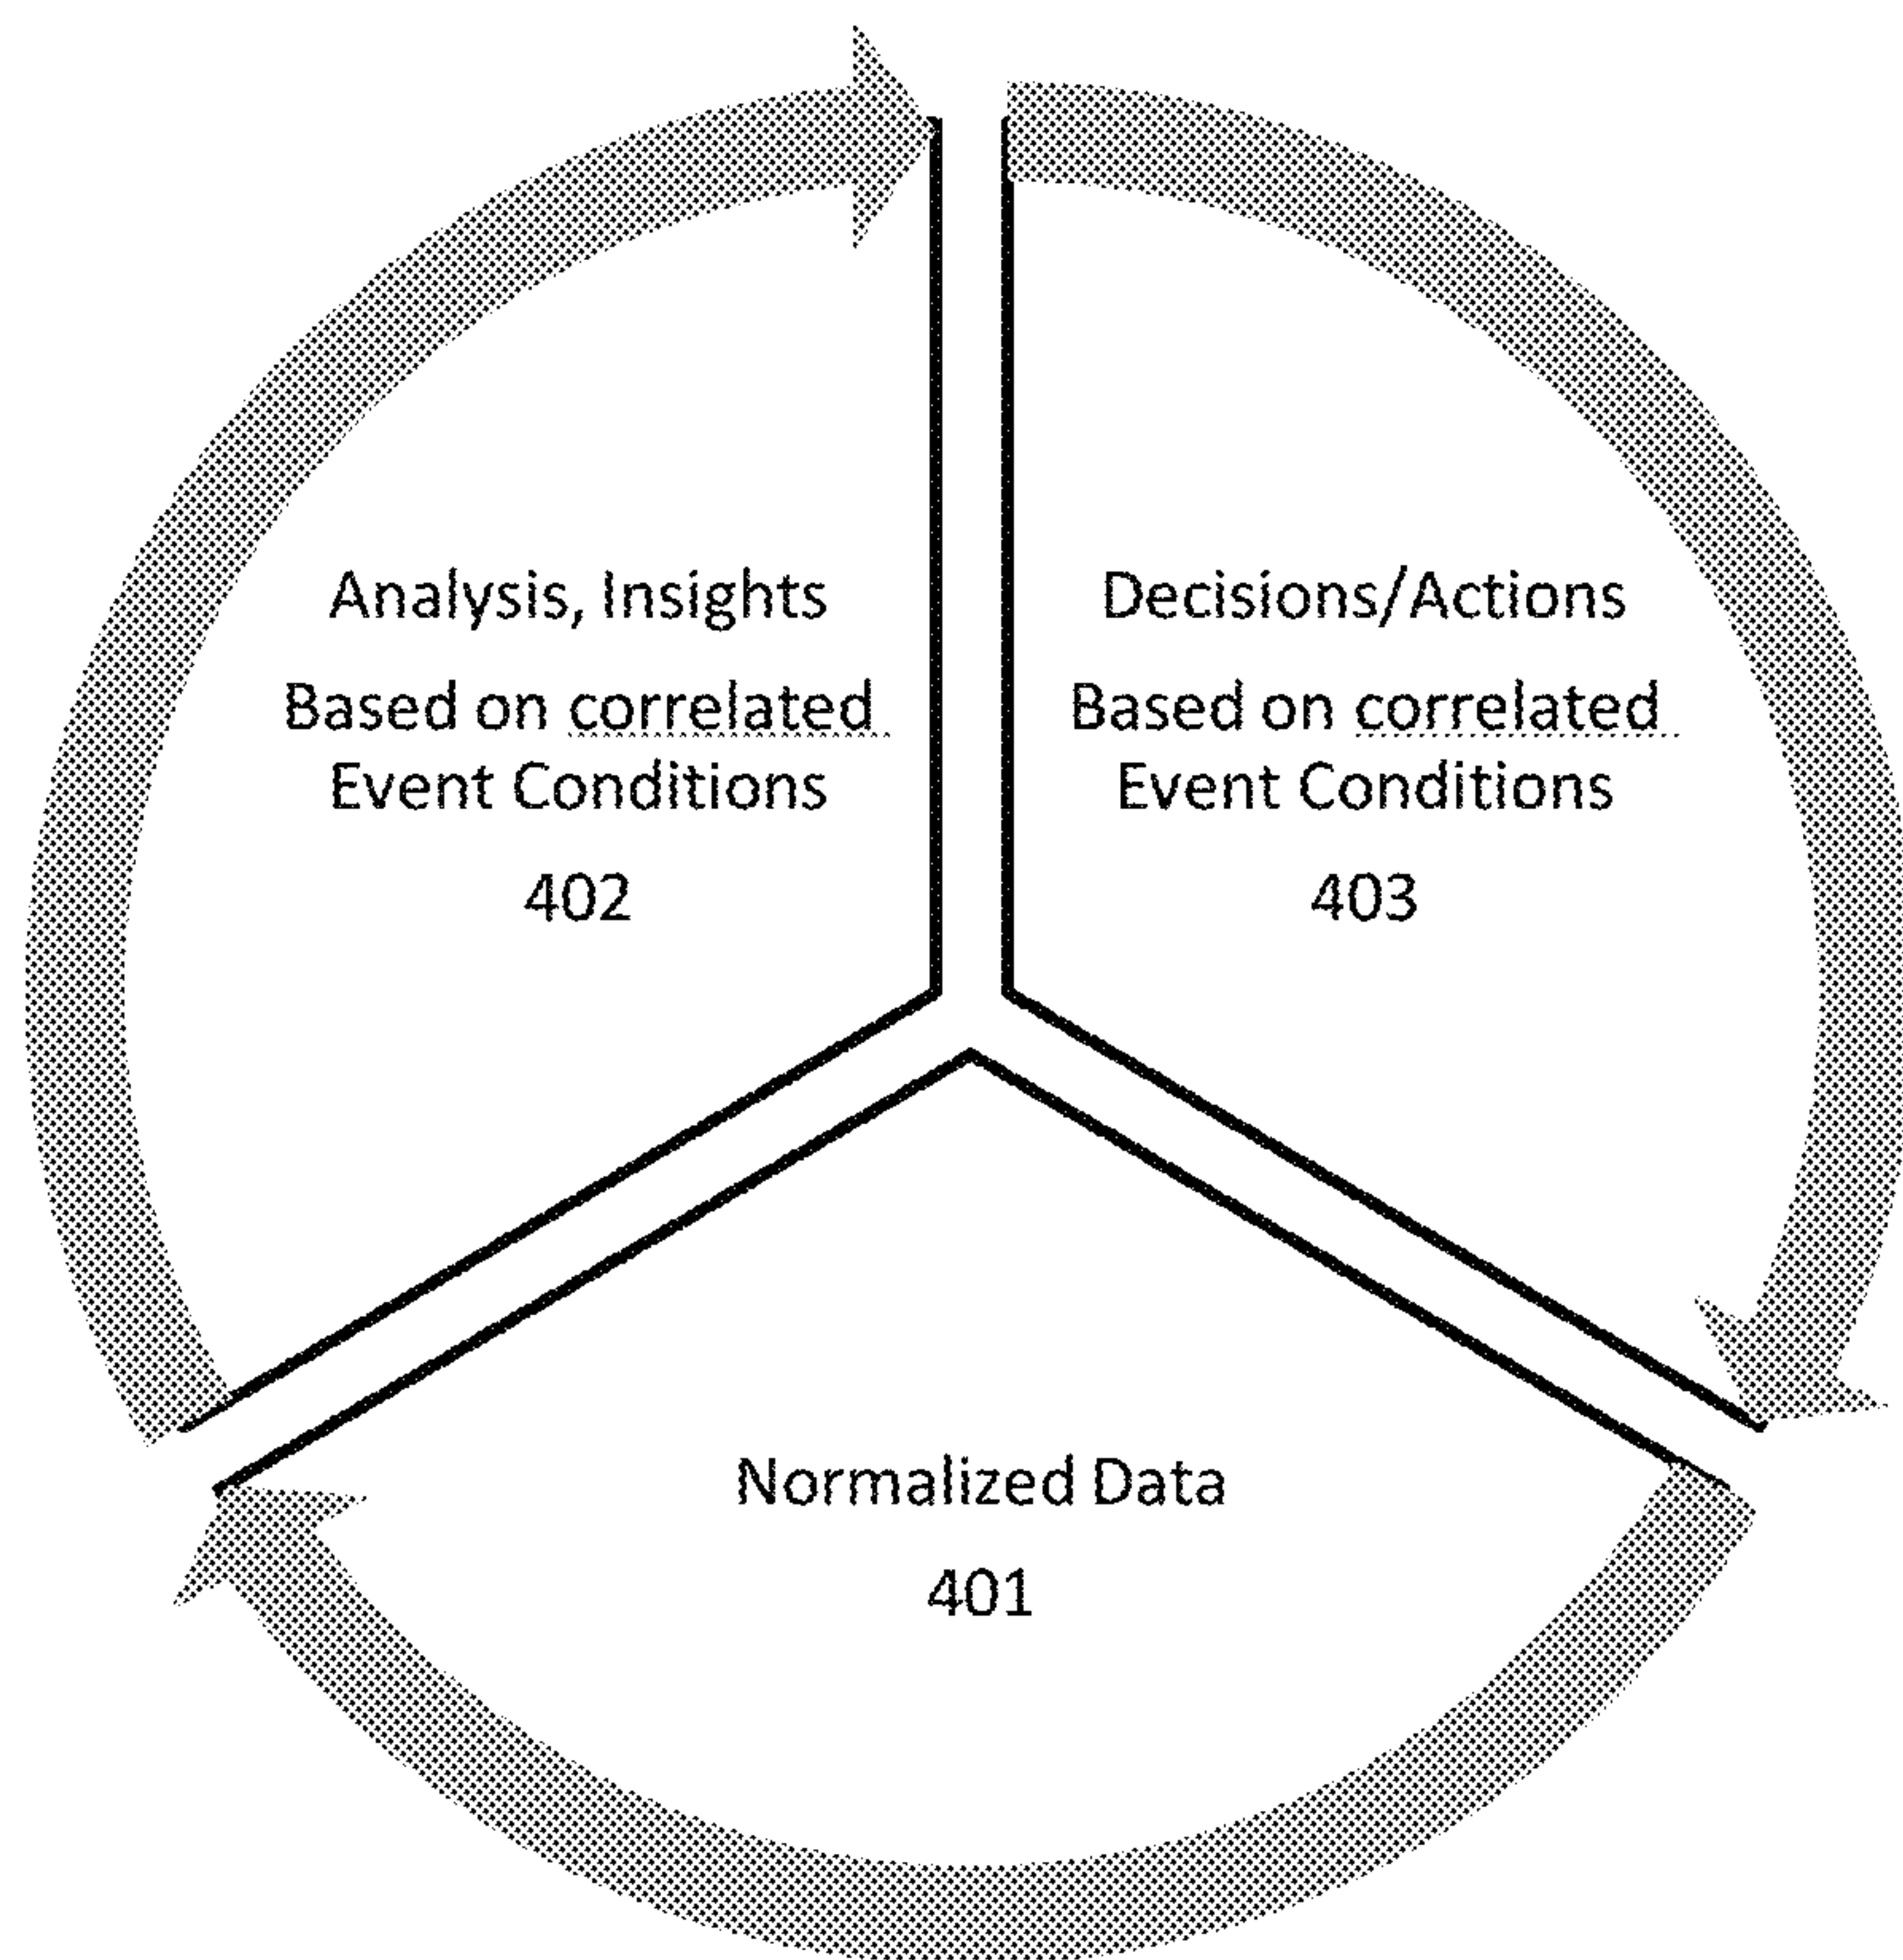 Analysis, Insights
Based on correlated
Event Conditions
402
Decisions/Actions
Based on correlated
Event Conditions
403
Normalized Data
401